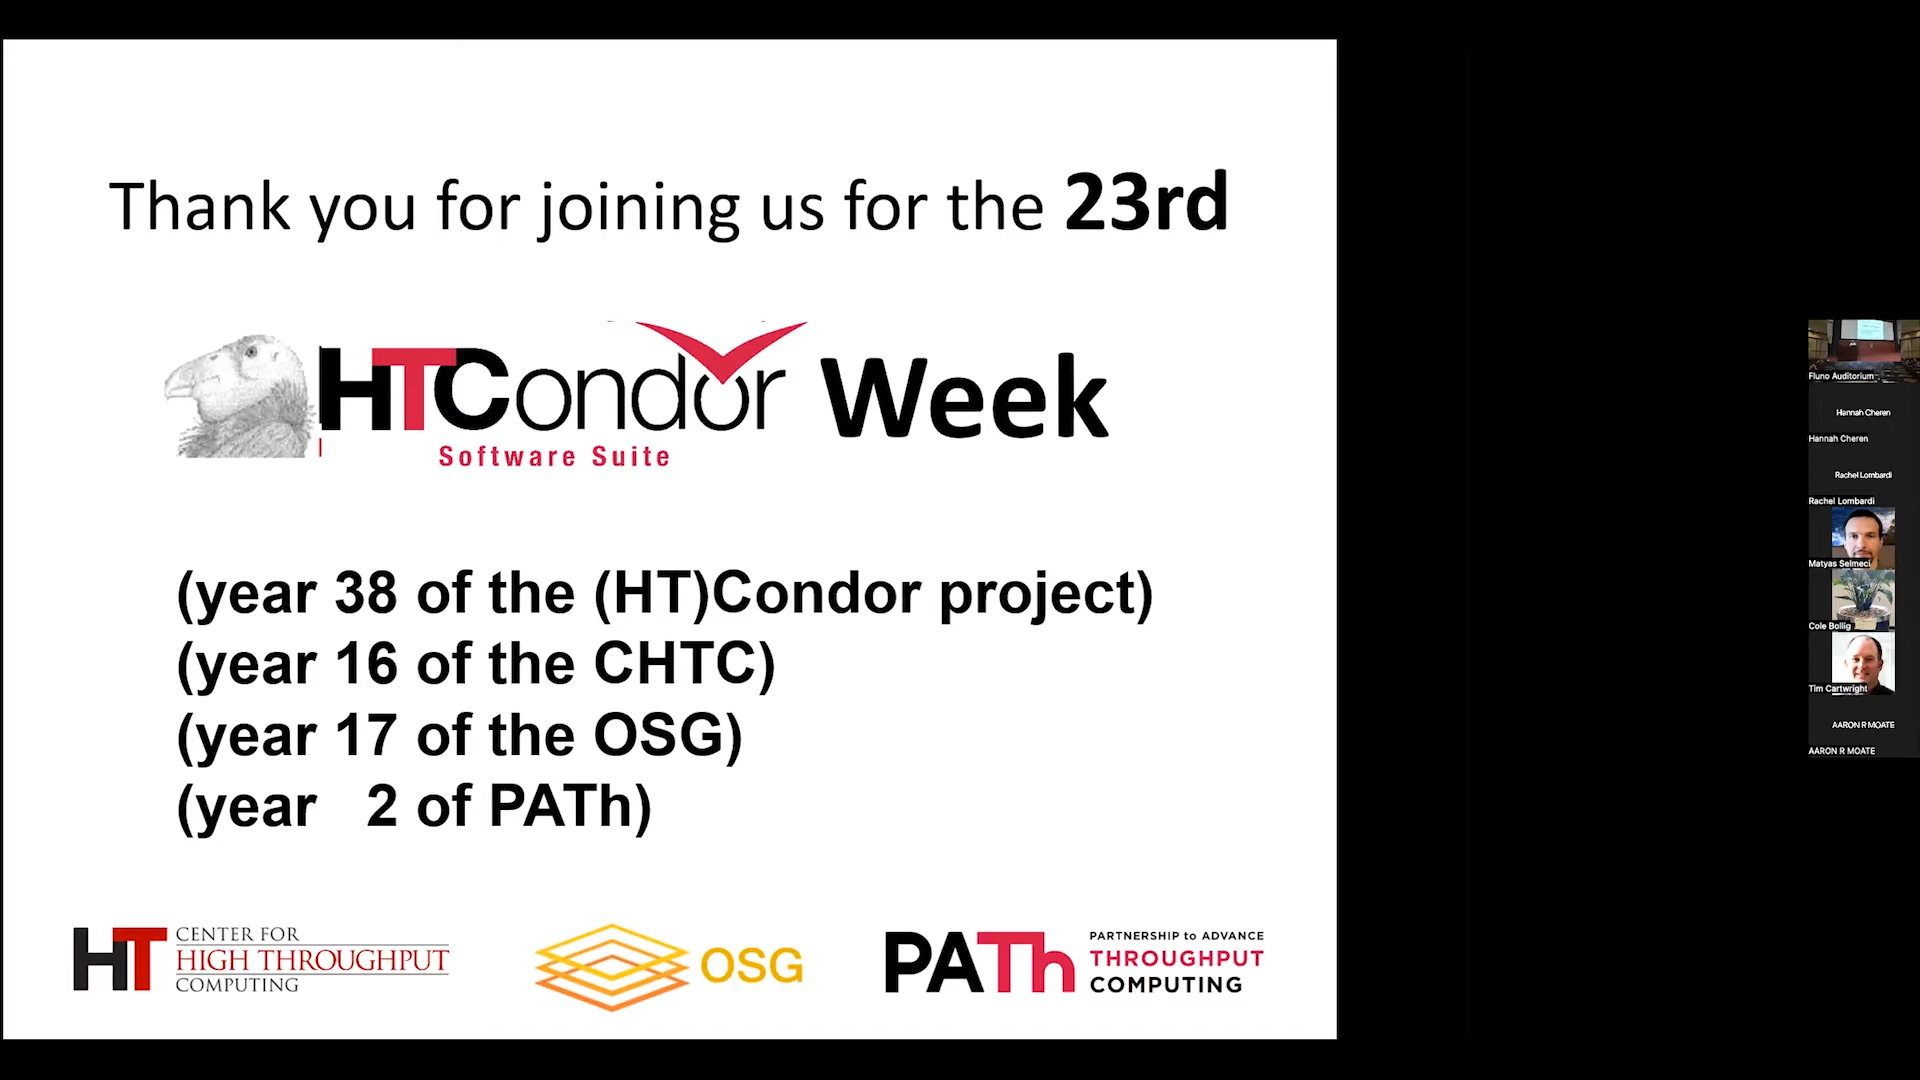 Thank you for joining us for the 23rd
HTCondor Week
Software Suite
(year 38 of the (HT)Condor project)
(year 16 of the CHTC)
(year 17 of the OSG)
(year 2 of PATh)
HT CENTER FOR
HIGH THROUGHPUT
COMPUTING
OSG
PATh
PARTNERSHIP to ADVANCE
THROUGHPUT
COMPUTING
Fluno Auditorium
Hannah Cheren
Hannah Cheren
Rachel Lombardi
Rachel Lombardi
Matyas Selmeci
Cole Bollig
Tim Cartwright
AARON R MOATE
AARON R MOATE